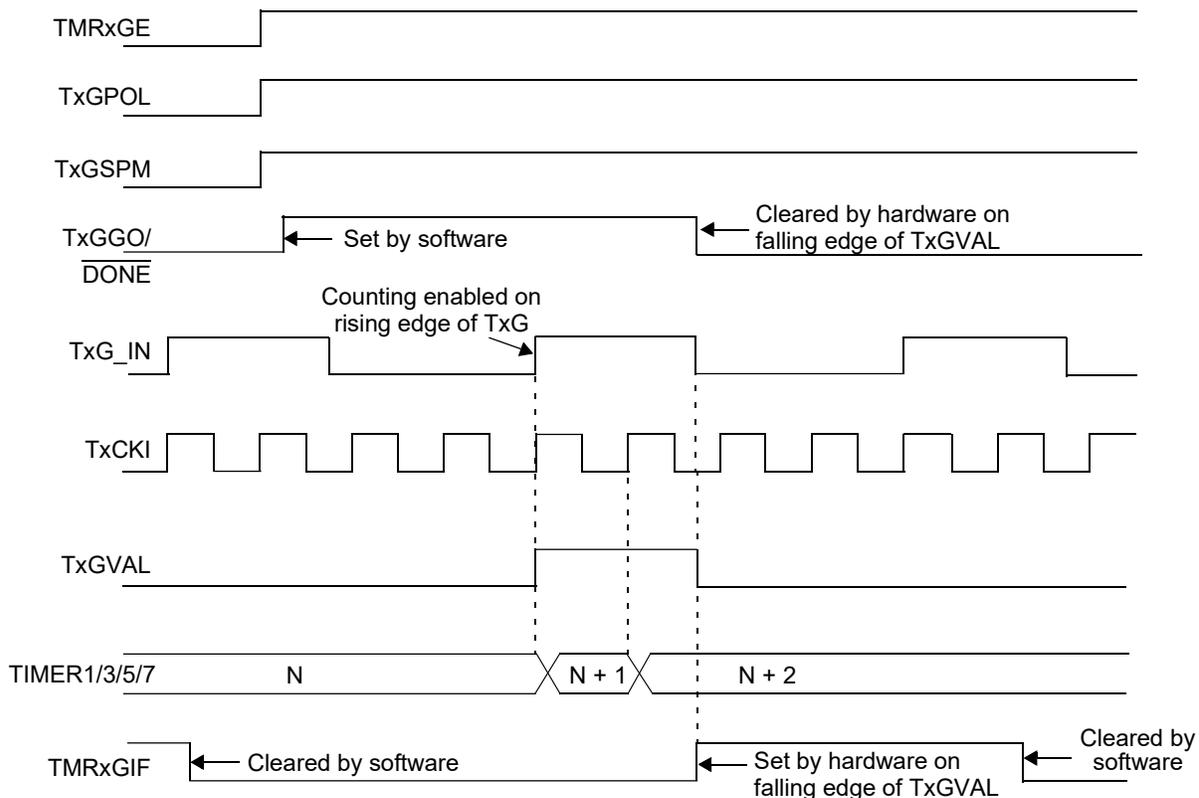 TMRxGE
TxGPOL
TxGSPM
TxGGO/
DONE
Set by software
Cleared by hardware on
falling edge of TxGVAL
Counting enabled on
rising edge of TxG
TxG_IN
TxCKI
TxGVAL
TIMER1/3/5/7
N
N + 1
N + 2
TMRxGIF
Cleared by software
Set by hardware on
falling edge of TxGVAL
Cleared by
software